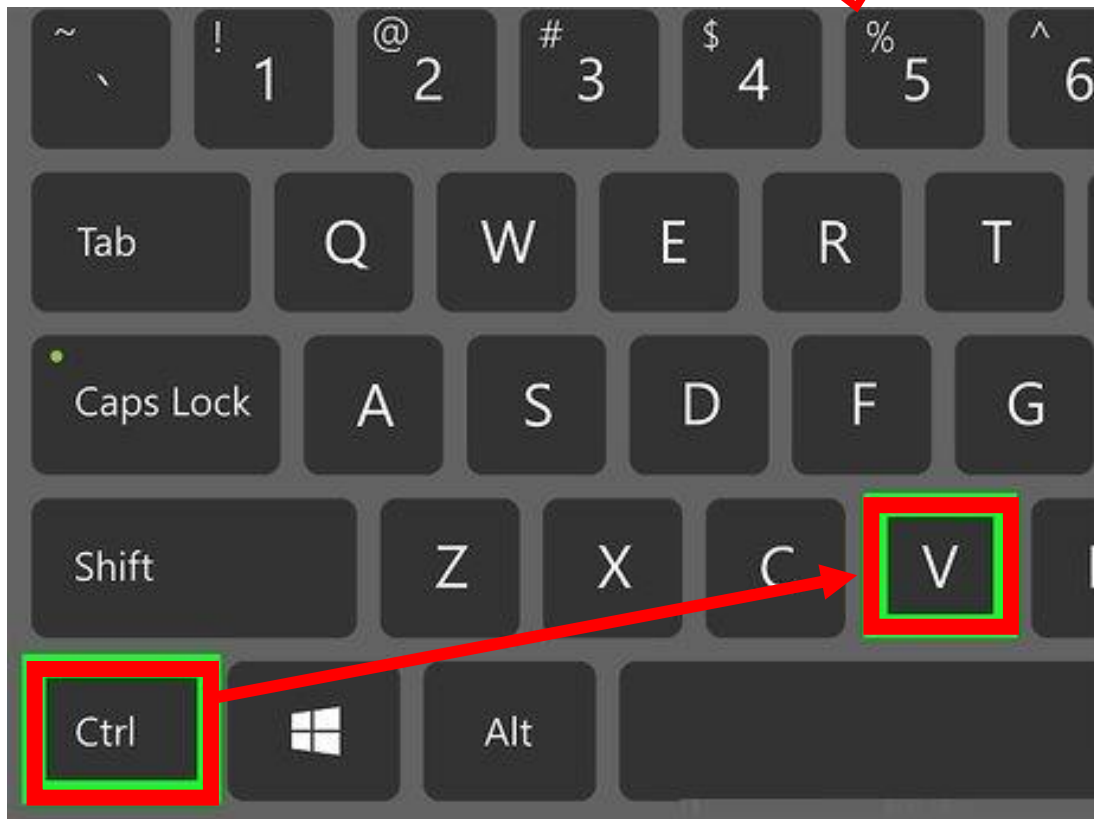 ~ ! @ # $ % ^
` 1 2 3 4 5 6
Tab Q W E R T
Caps Lock A S D F G
Shift Z X C V
Ctrl Alt